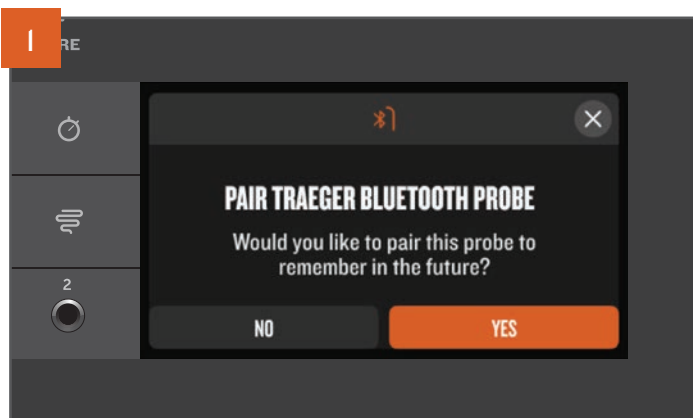 1
RE
PAIR TRAEGER BLUETOOTH PROBE
Would you like to pair this probe to
remember in the future?
2
NO
YES